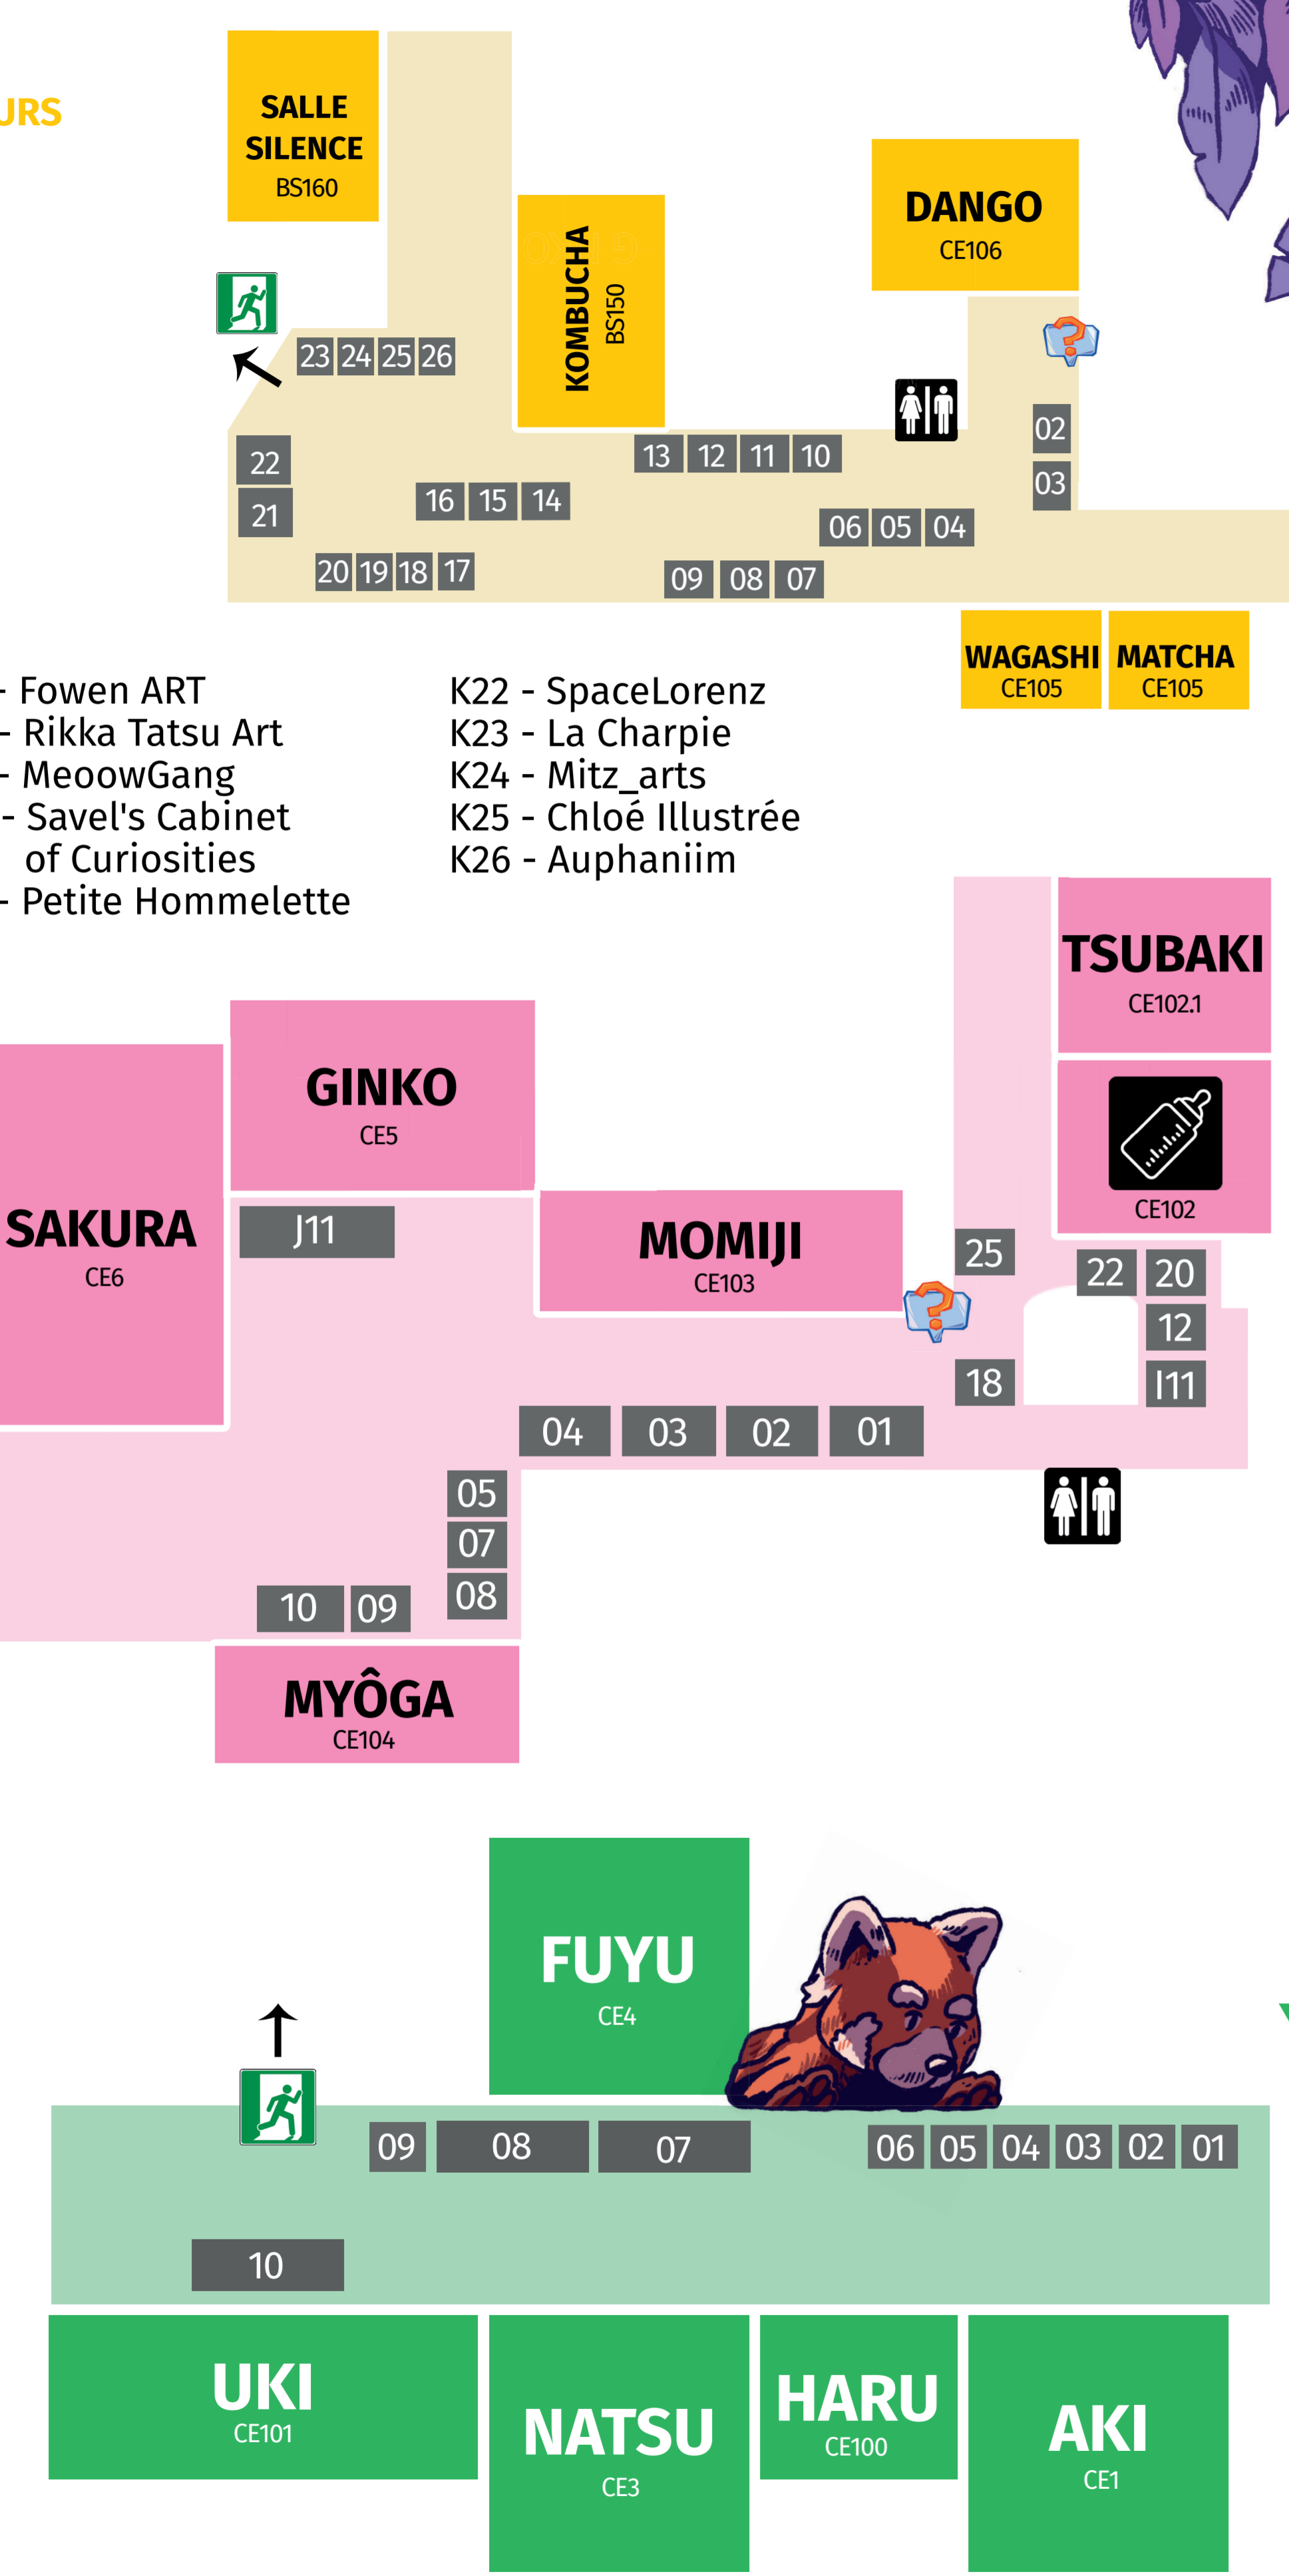 URS
SALLE
SILENCE
BS160
DANGO
CE106
KOMBUCHA
BS150
23 24 25 26
02
22
13 12 11 10
03
16 15 14
21
06 05 04
20 19 18 17
09 08 07
WAGASHI
CE105
MATCHA
CE105
- Fowen ART
- Rikka Tatsu Art
- MeoowGang
- Savel's Cabinet
of Curiosities
- Petite Hommelette
K22 - SpaceLorenz
K23 - La Charpie
K24 - Mitz_arts
K25 - Chloé Illustrée
K26 - Auphaniim
TSUBAKI
CE102.1
GINKO
CE5
CE102
SAKURA
CE6
J11
MOMIJI
CE103
25
22 20
12
18
I11
04 03 02 01
05
07
08
10 09
MYÔGA
CE104
FUYU
CE4
09 08 07 06 05 04 03 02 01
10
UKI
CE101
NATSU
CE3
HARU
CE100
AKI
CE1